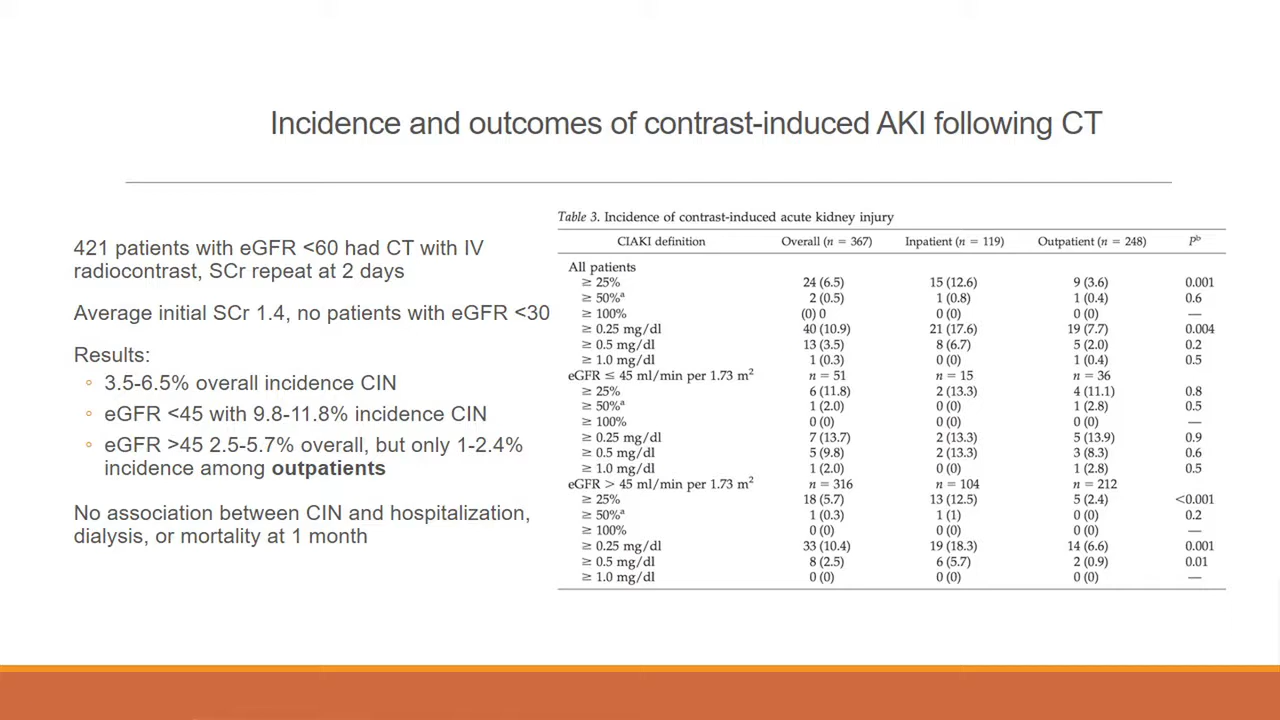 Incidence and outcomes of contrast-induced AKI following CT
421 patients with eGFR <60 had CT with IV
radiocontrast, SCr repeat at 2 days
Average initial SCr 1.4, no patients with eGFR <30
Results:
◦ 3.5-6.5% overall incidence CIN
◦ eGFR <45 with 9.8-11.8% incidence CIN
◦ eGFR >45 2.5-5.7% overall, but only 1-2.4%
incidence among outpatients
No association between CIN and hospitalization,
dialysis, or mortality at 1 month
Table 3. Incidence of contrast-induced acute kidney injury
CIAKI definition Overall (n = 367) Inpatient (n = 119) Outpatient (n = 248) Pᵇ
All patients
≥ 25% 24 (6.5) 15 (12.6) 9 (3.6) 0.001
≥ 50%ᵃ 2 (0.5) 1 (0.8) 1 (0.4) 0.6
≥ 100% (0) 0 0 (0) 0 (0) —
≥ 0.25 mg/dl 40 (10.9) 21 (17.6) 19 (7.7) 0.004
≥ 0.5 mg/dl 13 (3.5) 8 (6.7) 5 (2.0) 0.2
≥ 1.0 mg/dl 1 (0.3) 0 (0) 1 (0.4) 0.5
eGFR ≤ 45 ml/min per 1.73 m² n = 51 n = 15 n = 36
≥ 25% 6 (11.8) 2 (13.3) 4 (11.1) 0.8
≥ 50%ᵃ 1 (2.0) 0 (0) 1 (2.8) 0.5
≥ 100% 0 (0) 0 (0) 0 (0) —
≥ 0.25 mg/dl 7 (13.7) 2 (13.3) 5 (13.9) 0.9
≥ 0.5 mg/dl 5 (9.8) 2 (13.3) 3 (8.3) 0.6
≥ 1.0 mg/dl 1 (2.0) 0 (0) 1 (2.8) 0.5
eGFR > 45 ml/min per 1.73 m² n = 316 n = 104 n = 212
≥ 25% 18 (5.7) 13 (12.5) 5 (2.4) <0.001
≥ 50%ᵃ 1 (0.3) 1 (1) 0 (0) 0.2
≥ 100% 0 (0) 0 (0) 0 (0) —
≥ 0.25 mg/dl 33 (10.4) 19 (18.3) 14 (6.6) 0.001
≥ 0.5 mg/dl 8 (2.5) 6 (5.7) 2 (0.9) 0.01
≥ 1.0 mg/dl 0 (0) 0 (0) 0 (0) —